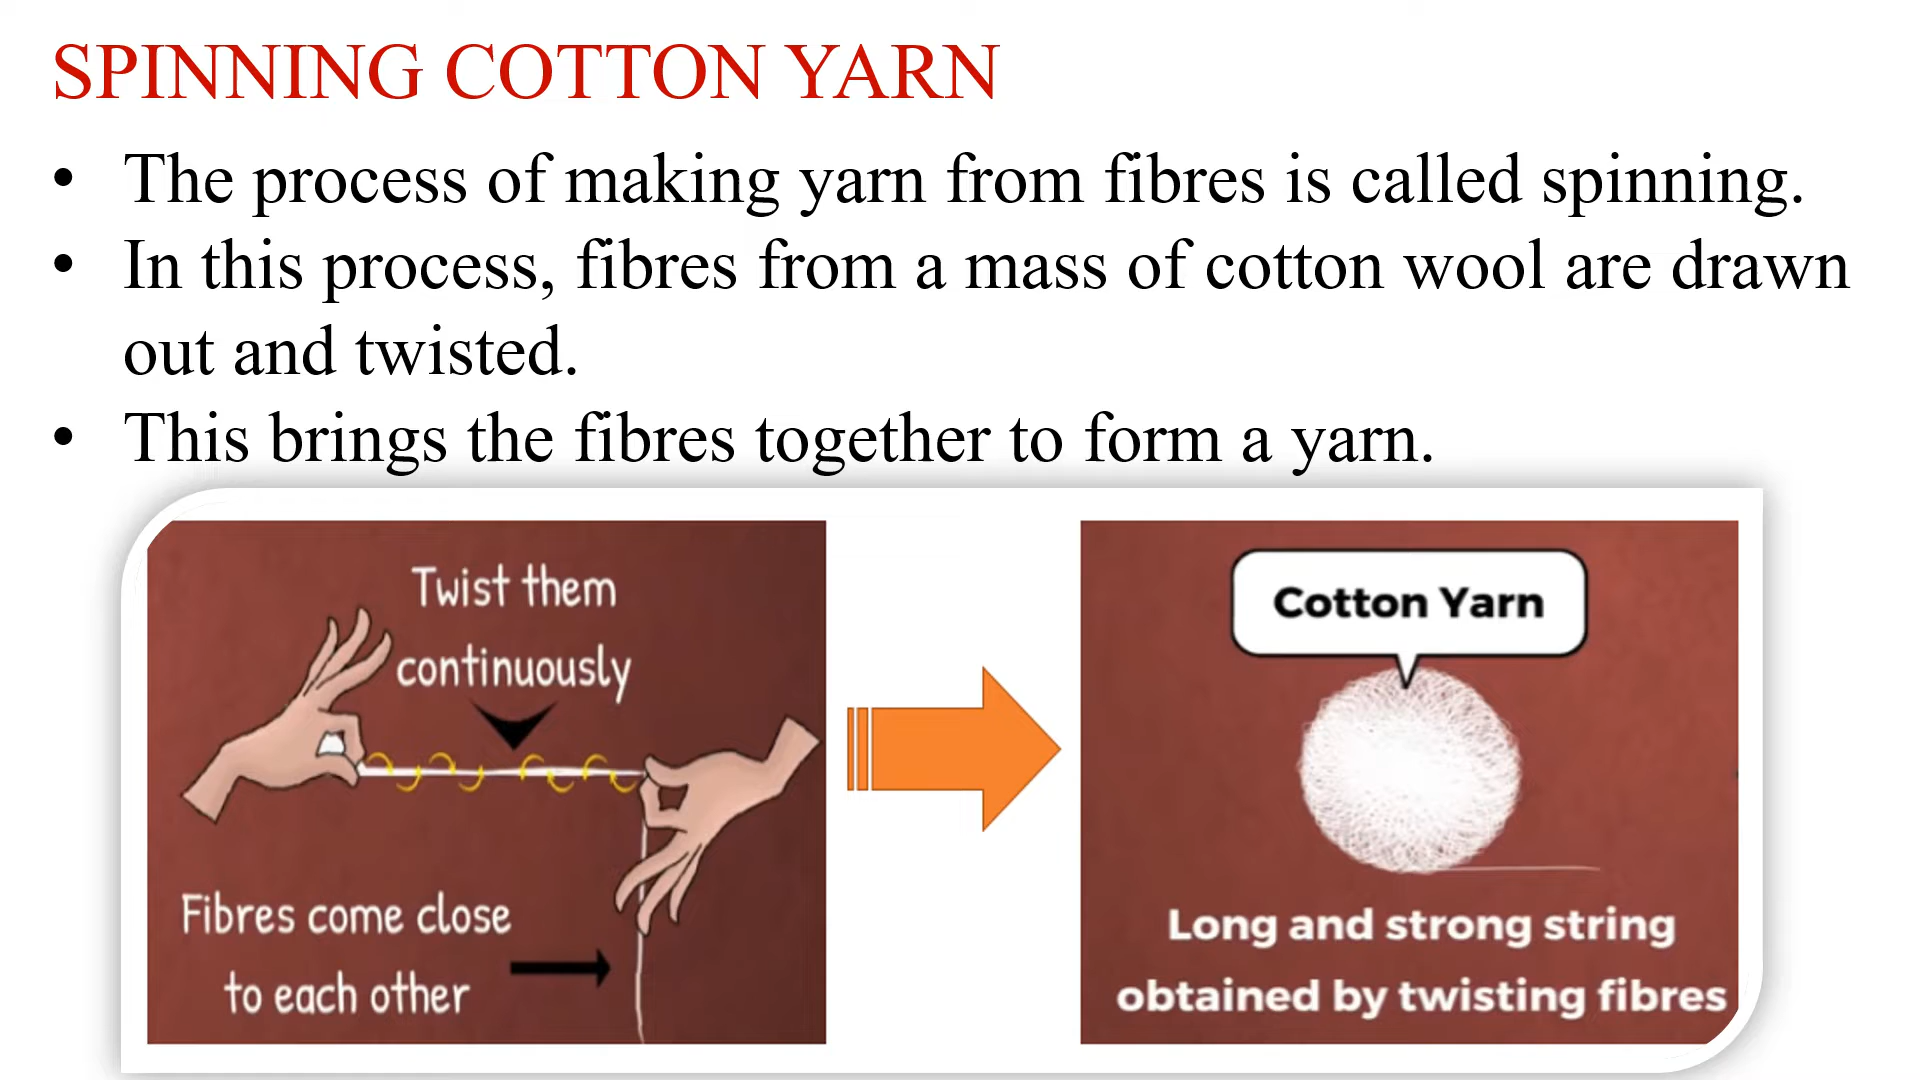 SPINNING COTTON YARN
• The process of making yarn from fibres is called spinning.
• In this process, fibres from a mass of cotton wool are drawn
out and twisted.
• This brings the fibres together to form a yarn.
Twist them
continuously
Fibres come close
to each other
Cotton Yarn
Long and strong string
obtained by twisting fibres